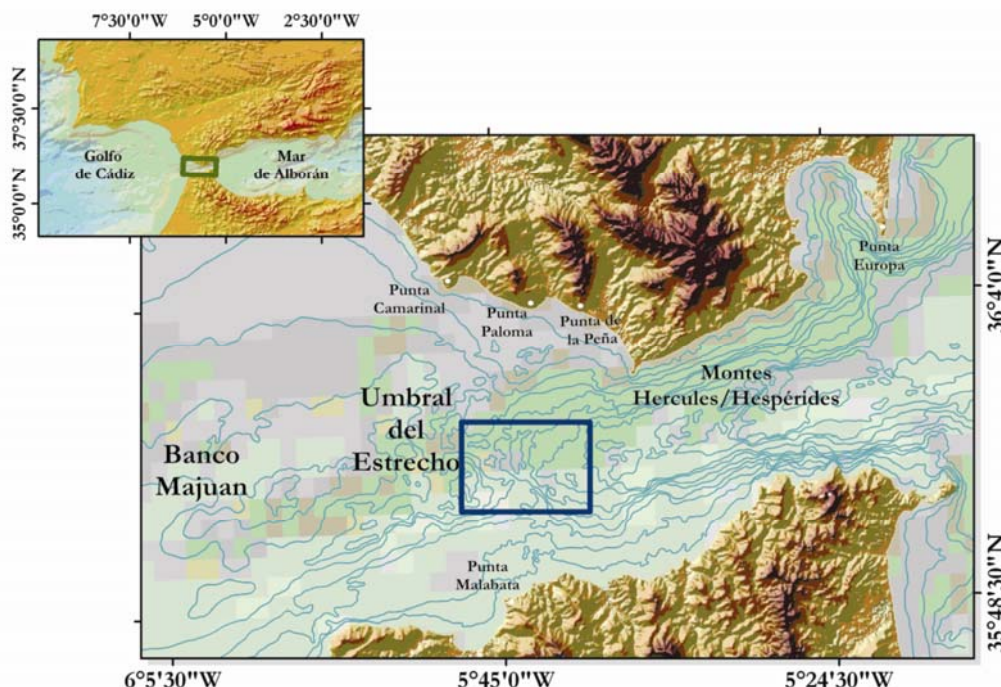 7°30'0"W
5°0'0"W
2°30'0"W
37°30'0"N
35°0'0"N
Golfo
de Cádiz
Mar
de Alborán
Punta
Europa
36°4'0"N
Punta
Camarinal
Punta
Paloma
Punta de
la Peña
Montes
Hercules/Hespérides
Umbral
del
Estrecho
Banco
Majuan
Punta
Malabata
35°48'30"N
6°5'30"W
5°45'0"W
5°24'30"W